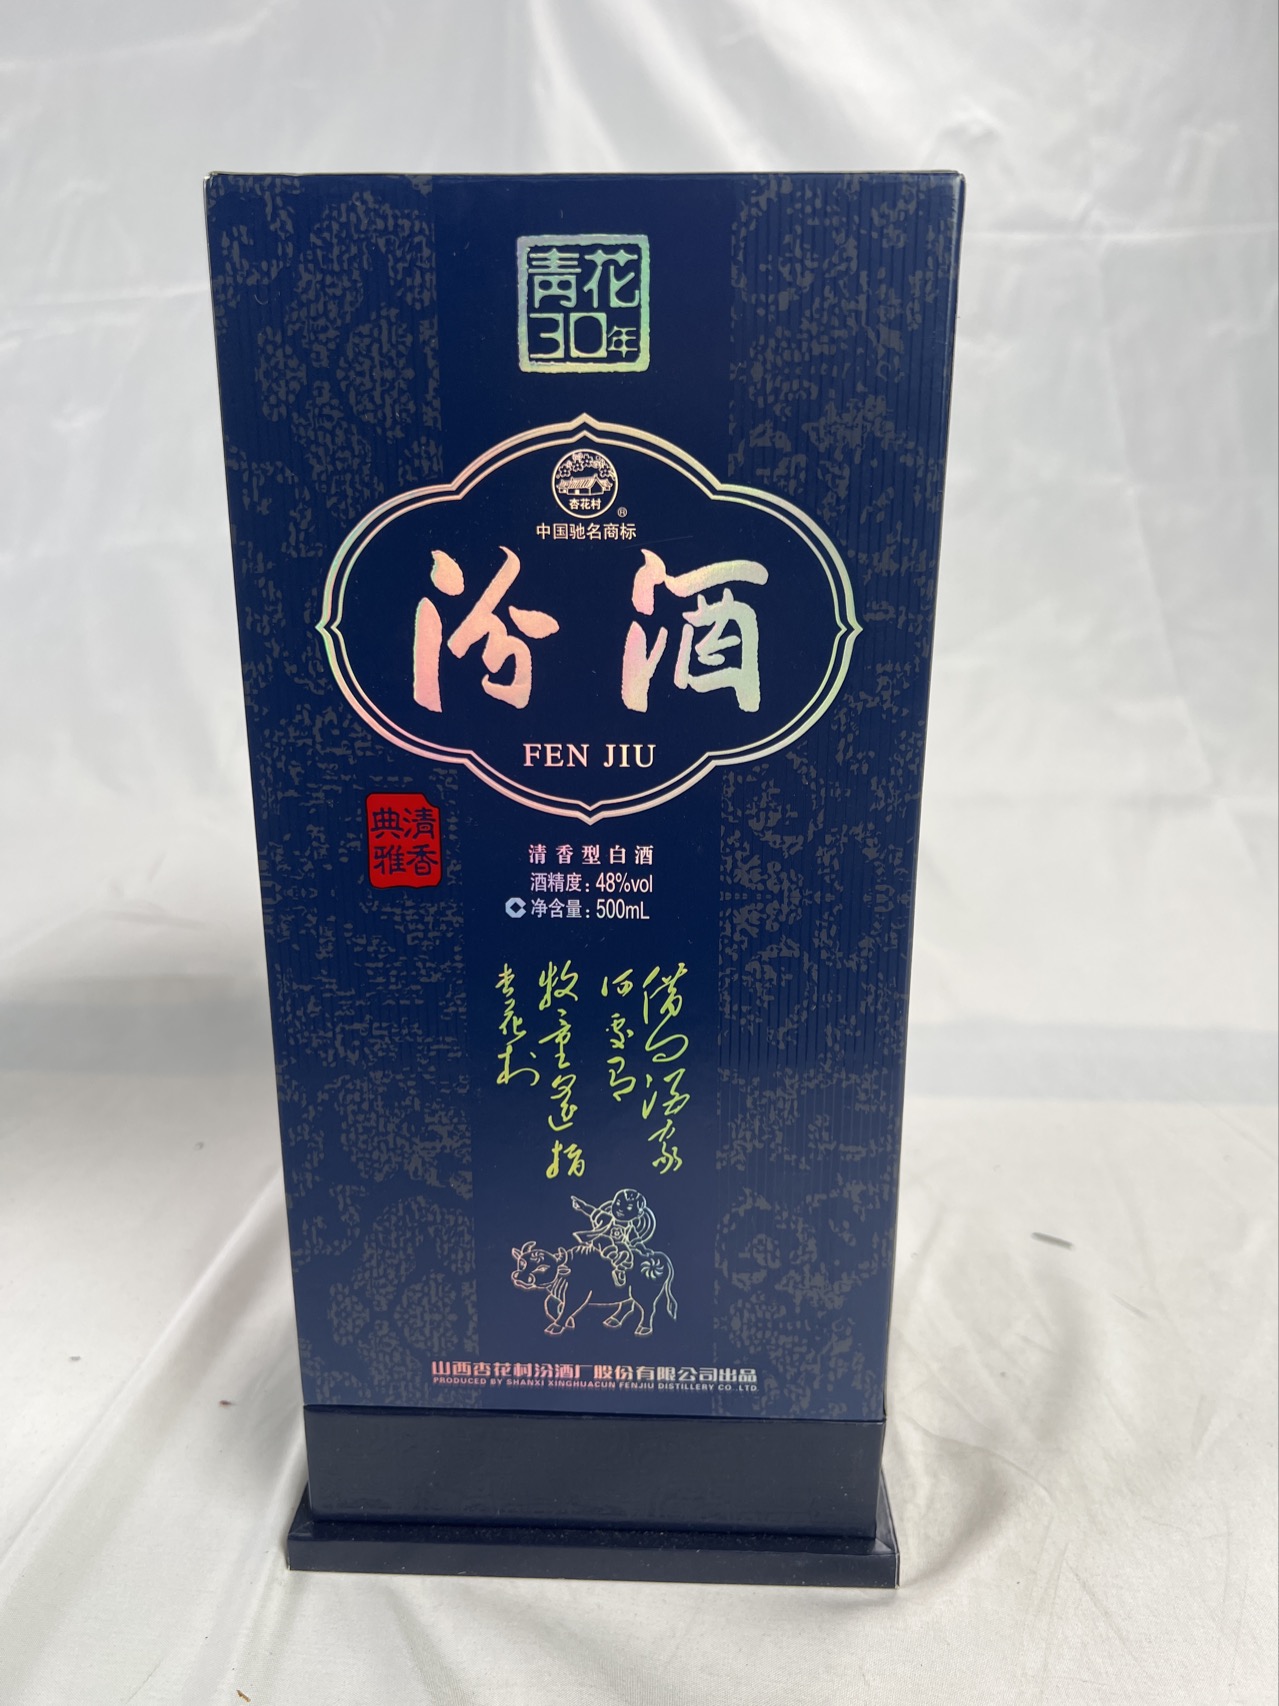 青花
30年
杏花村
®
中国驰名商标
汾酒
FEN JIU
清香
典雅
清香型白酒
酒精度：48%vol
净含量：500mL
借问酒家
何处有
牧童遥指
杏花村
山西杏花村汾酒厂股份有限公司出品
PRODUCED BY SHANXI XINGHUACUN FENJIU DISTILLERY CO.,LTD.